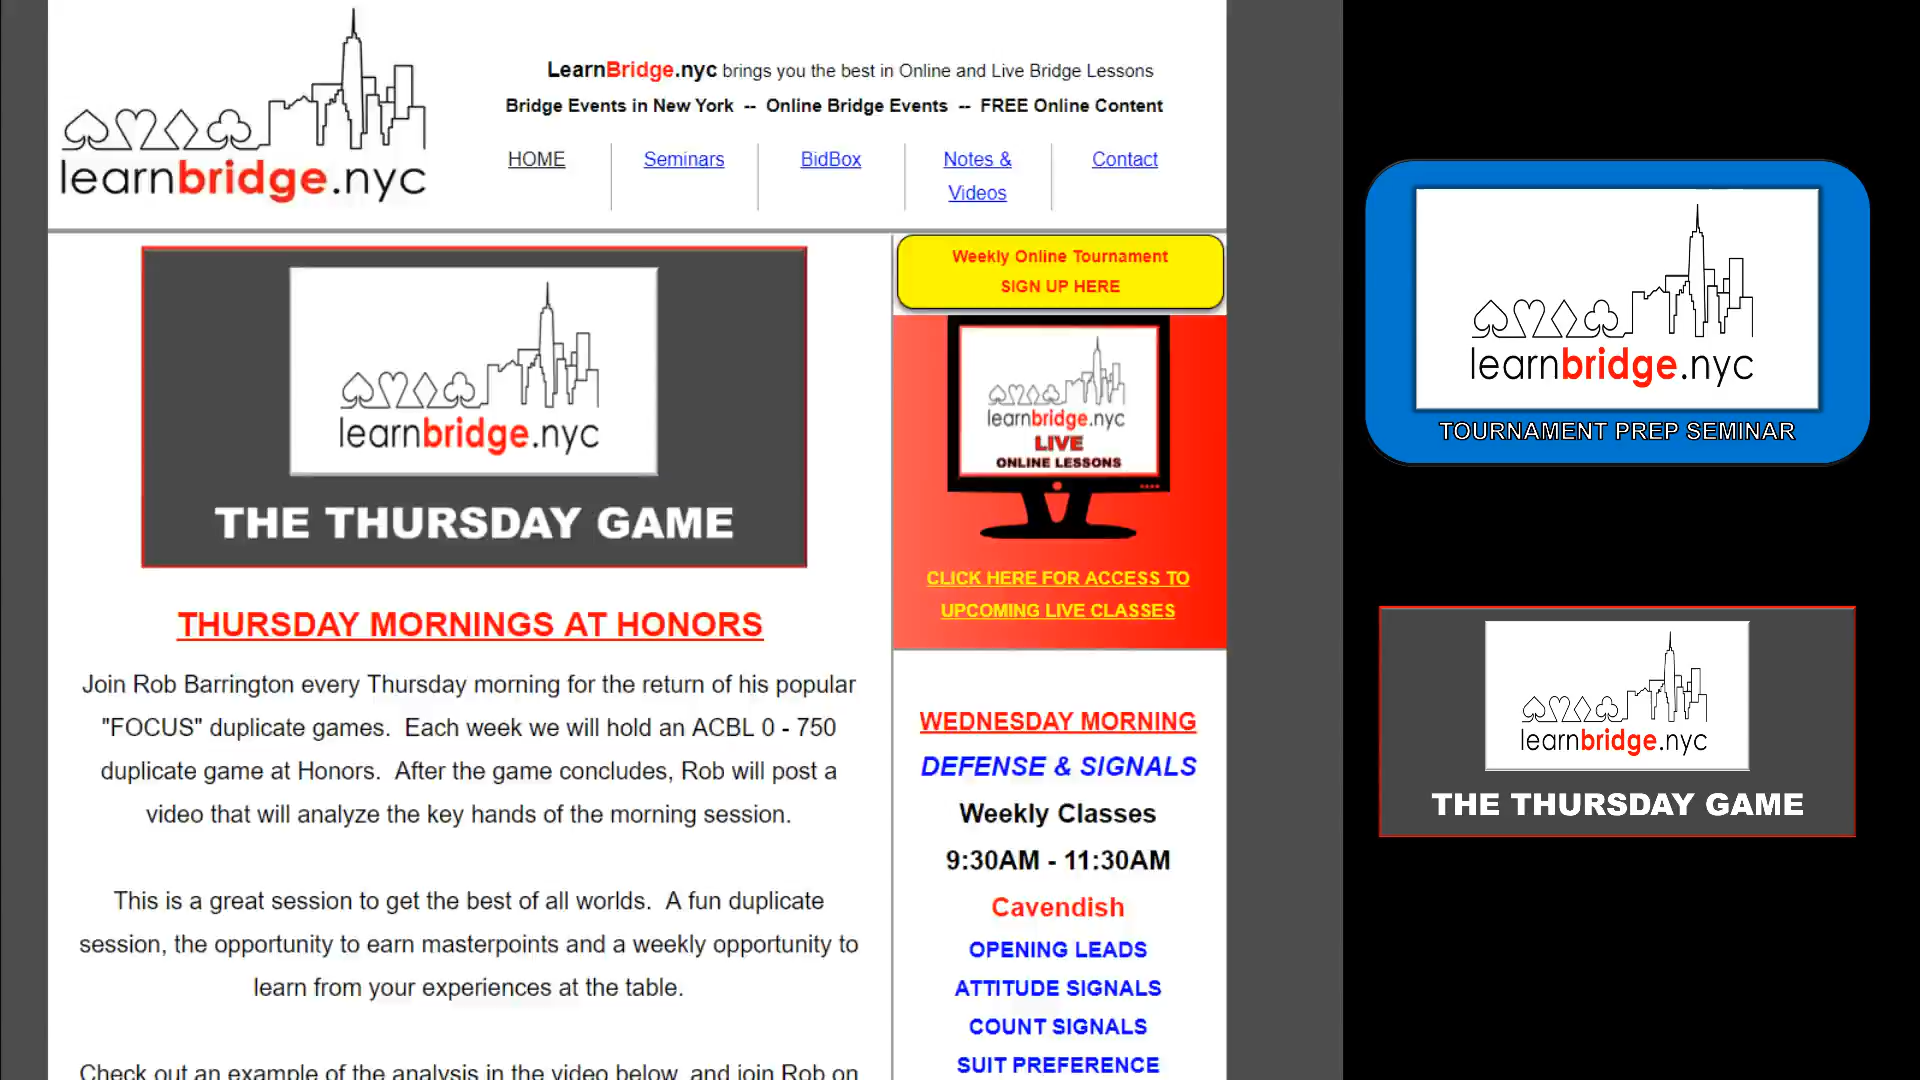 learnbridge.nyc
LearnBridge.nyc brings you the best in Online and Live Bridge Lessons
Bridge Events in New York -- Online Bridge Events -- FREE Online Content
HOME
Seminars
BidBox
Notes &
Videos
Contact
learnbridge.nyc
THE THURSDAY GAME
THURSDAY MORNINGS AT HONORS
Join Rob Barrington every Thursday morning for the return of his popular
"FOCUS" duplicate games. Each week we will hold an ACBL 0 - 750
duplicate game at Honors. After the game concludes, Rob will post a
video that will analyze the key hands of the morning session.
This is a great session to get the best of all worlds. A fun duplicate
session, the opportunity to earn masterpoints and a weekly opportunity to
learn from your experiences at the table.
Check out an example of the analysis in the video below, and join Rob on
Weekly Online Tournament
SIGN UP HERE
learnbridge.nyc
LIVE
ONLINE LESSONS
CLICK HERE FOR ACCESS TO
UPCOMING LIVE CLASSES
WEDNESDAY MORNING
DEFENSE & SIGNALS
Weekly Classes
9:30AM - 11:30AM
Cavendish
OPENING LEADS
ATTITUDE SIGNALS
COUNT SIGNALS
SUIT PREFERENCE
learnbridge.nyc
TOURNAMENT PREP SEMINAR
learnbridge.nyc
THE THURSDAY GAME